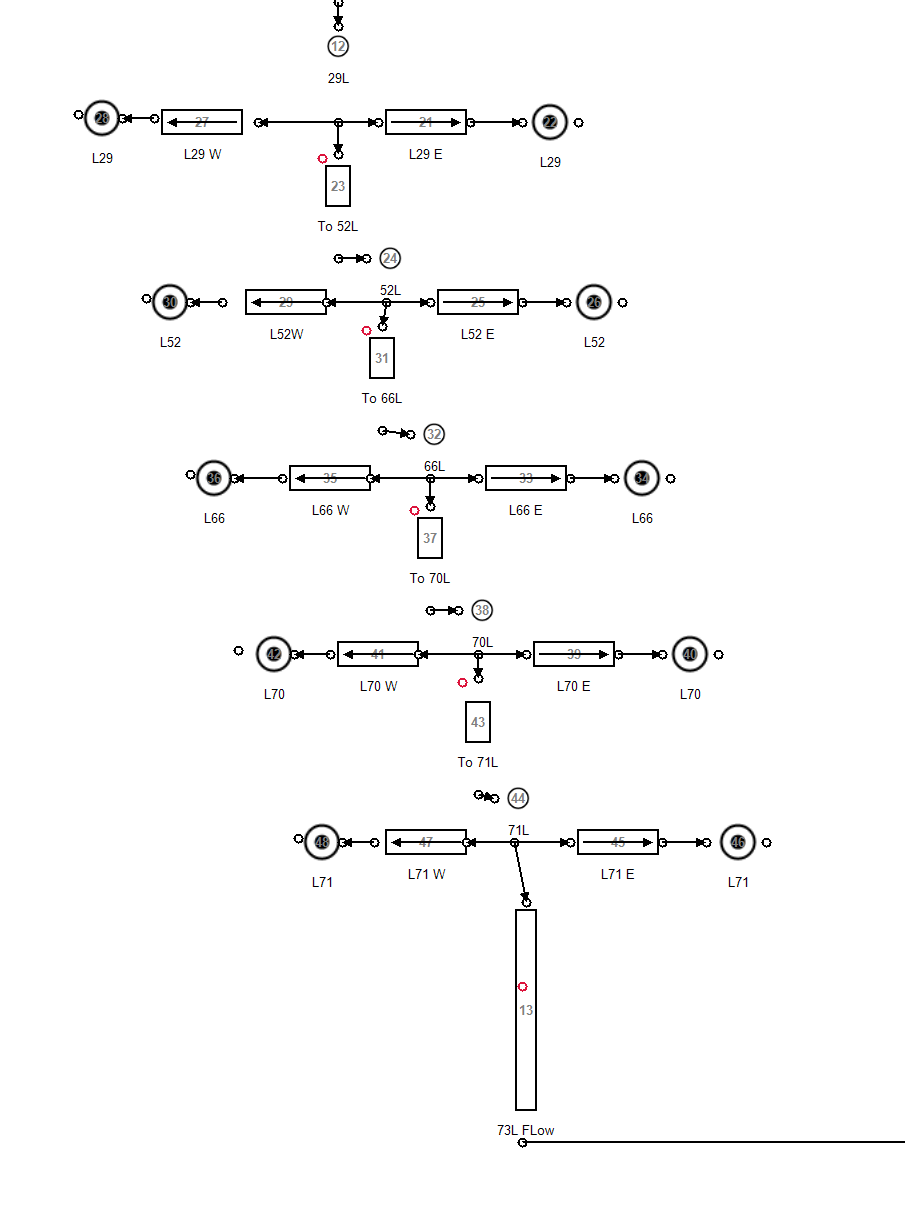 12
29L
28 27 21 22
L29 L29 W L29 E L29
23
To 52L
24
52L
30 29 25 26
L52 L52W L52 E L52
31
To 66L
32
66L
36 35 33 34
L66 L66 W L66 E L66
37
To 70L
38
70L
42 41 39 40
L70 L70 W L70 E L70
43
To 71L
44
71L
48 47 45 46
L71 L71 W L71 E L71
13
73L FLow